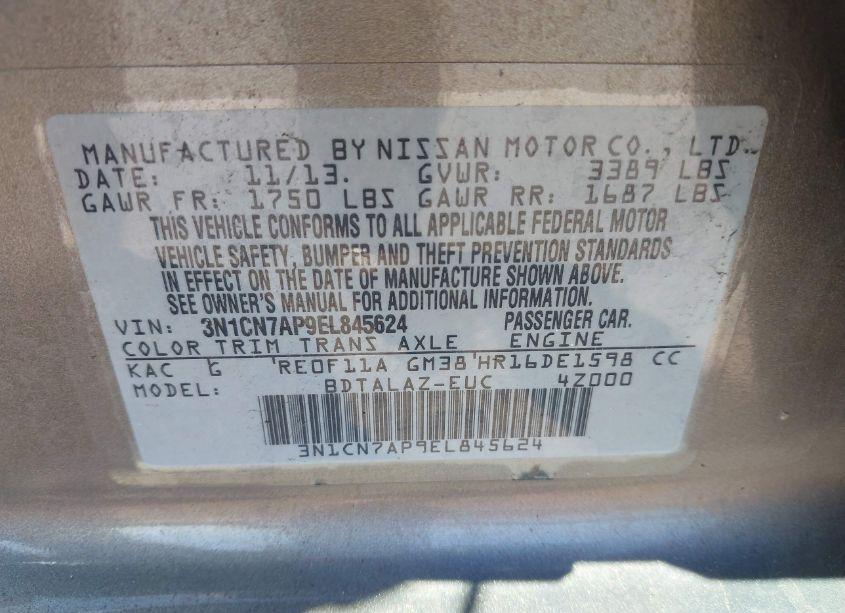 MANUFACTURED BY NISSAN MOTOR CO., LTD.
DATE: 11/13. GVWR: 3389 LBS
GAWR FR: 1750 LBS GAWR RR: 1687 LBS
THIS VEHICLE CONFORMS TO ALL APPLICABLE FEDERAL MOTOR
VEHICLE SAFETY, BUMPER AND THEFT PREVENTION STANDARDS
IN EFFECT ON THE DATE OF MANUFACTURE SHOWN ABOVE.
SEE OWNER'S MANUAL FOR ADDITIONAL INFORMATION.
VIN: 3N1CN7AP9EL845624 PASSENGER CAR.
COLOR TRIM TRANS AXLE ENGINE
KAC G 'RE0F11A GM38'HR16DE1598 CC
MODEL: BDTALAZ-EUC 4Z000
3N1CN7AP9EL845624